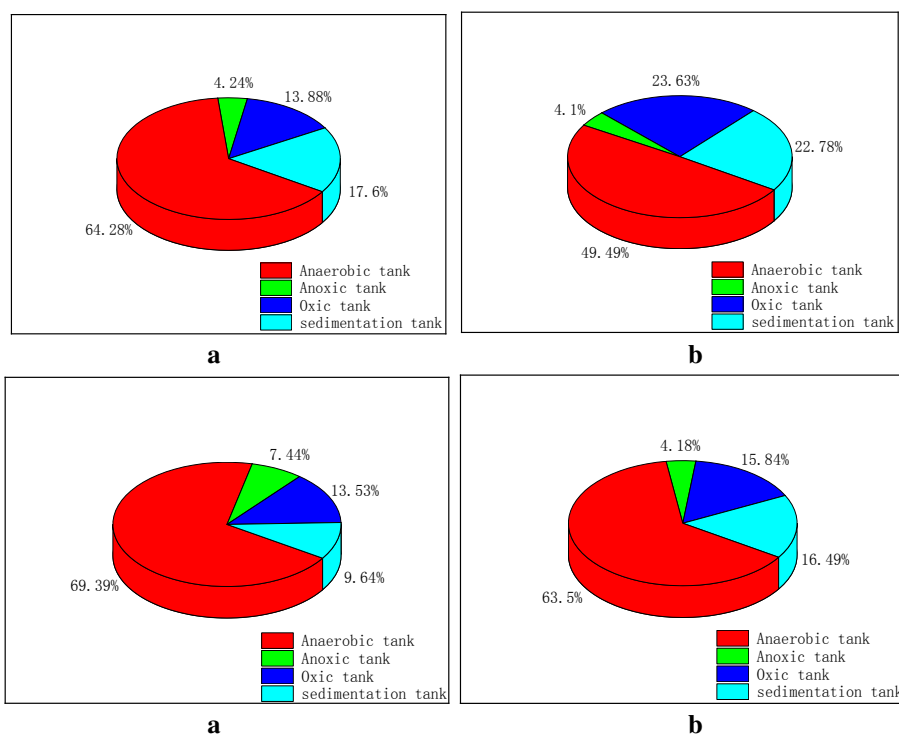 4.24%
13.88%
17.6%
64.28%
Anaerobic tank
Anoxic tank
Oxic tank
sedimentation tank
a
23.63%
4.1%
22.78%
49.49%
Anaerobic tank
Anoxic tank
Oxic tank
sedimentation tank
b
7.44%
13.53%
9.64%
69.39%
Anaerobic tank
Anoxic tank
Oxic tank
sedimentation tank
a
4.18%
15.84%
16.49%
63.5%
Anaerobic tank
Anoxic tank
Oxic tank
sedimentation tank
b